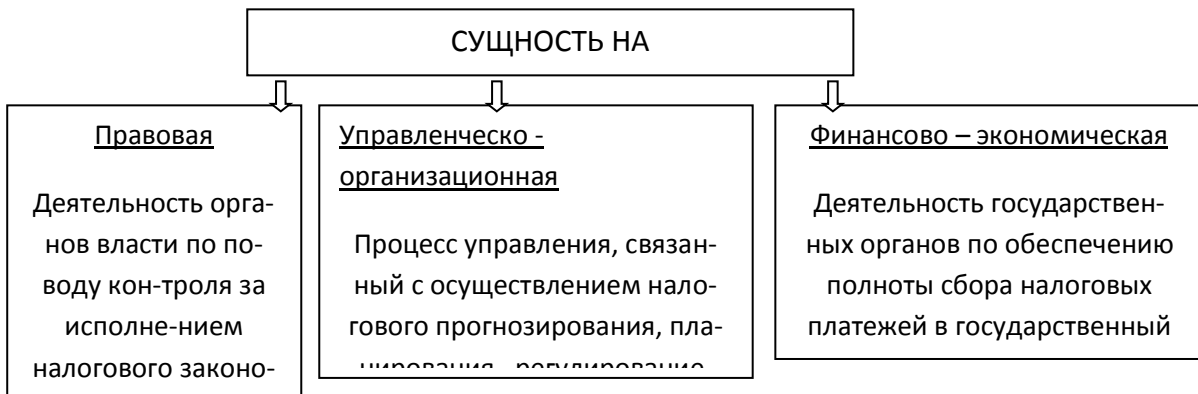 СУЩНОСТЬ НА
Правовая
Деятельность орга-
нов власти по по-
воду кон-троля за
исполне-нием
налогового законо-
Управленческо -
организационная
Процесс управления, связан-
ный с осуществлением нало-
гового прогнозирования, пла-
нирования, регулирование
Финансово – экономическая
Деятельность государствен-
ных органов по обеспечению
полноты сбора налоговых
платежей в государственный